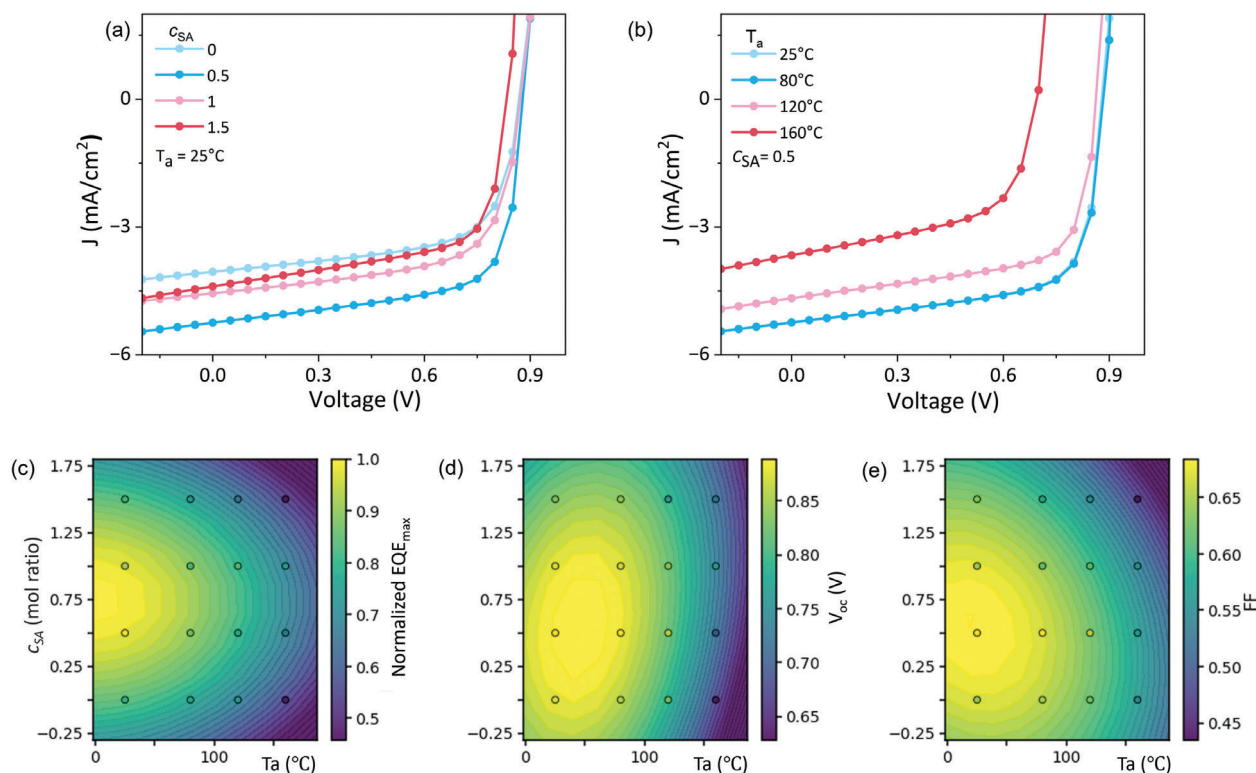 (a)
c_SA
0
0.5
1
1.5
T_a = 25°C
0
−3
−6
J (mA/cm²)
0.0
0.3
0.6
0.9
Voltage (V)
(b)
T_a
25°C
80°C
120°C
160°C
c_SA= 0.5
0
−3
−6
J (mA/cm²)
0.0
0.3
0.6
0.9
Voltage (V)
(c)
1.75
1.25
0.75
0.25
−0.25
c_SA (mol ratio)
0
100
Ta (°C)
1.0
0.9
0.8
0.7
0.6
0.5
Normalized EQE_max
(d)
1.75
1.25
0.75
0.25
−0.25
0
100
Ta (°C)
0.85
0.80
0.75
0.70
0.65
V_oc (V)
(e)
1.75
1.25
0.75
0.25
−0.25
0
100
Ta (°C)
0.65
0.60
0.55
0.50
0.45
FF